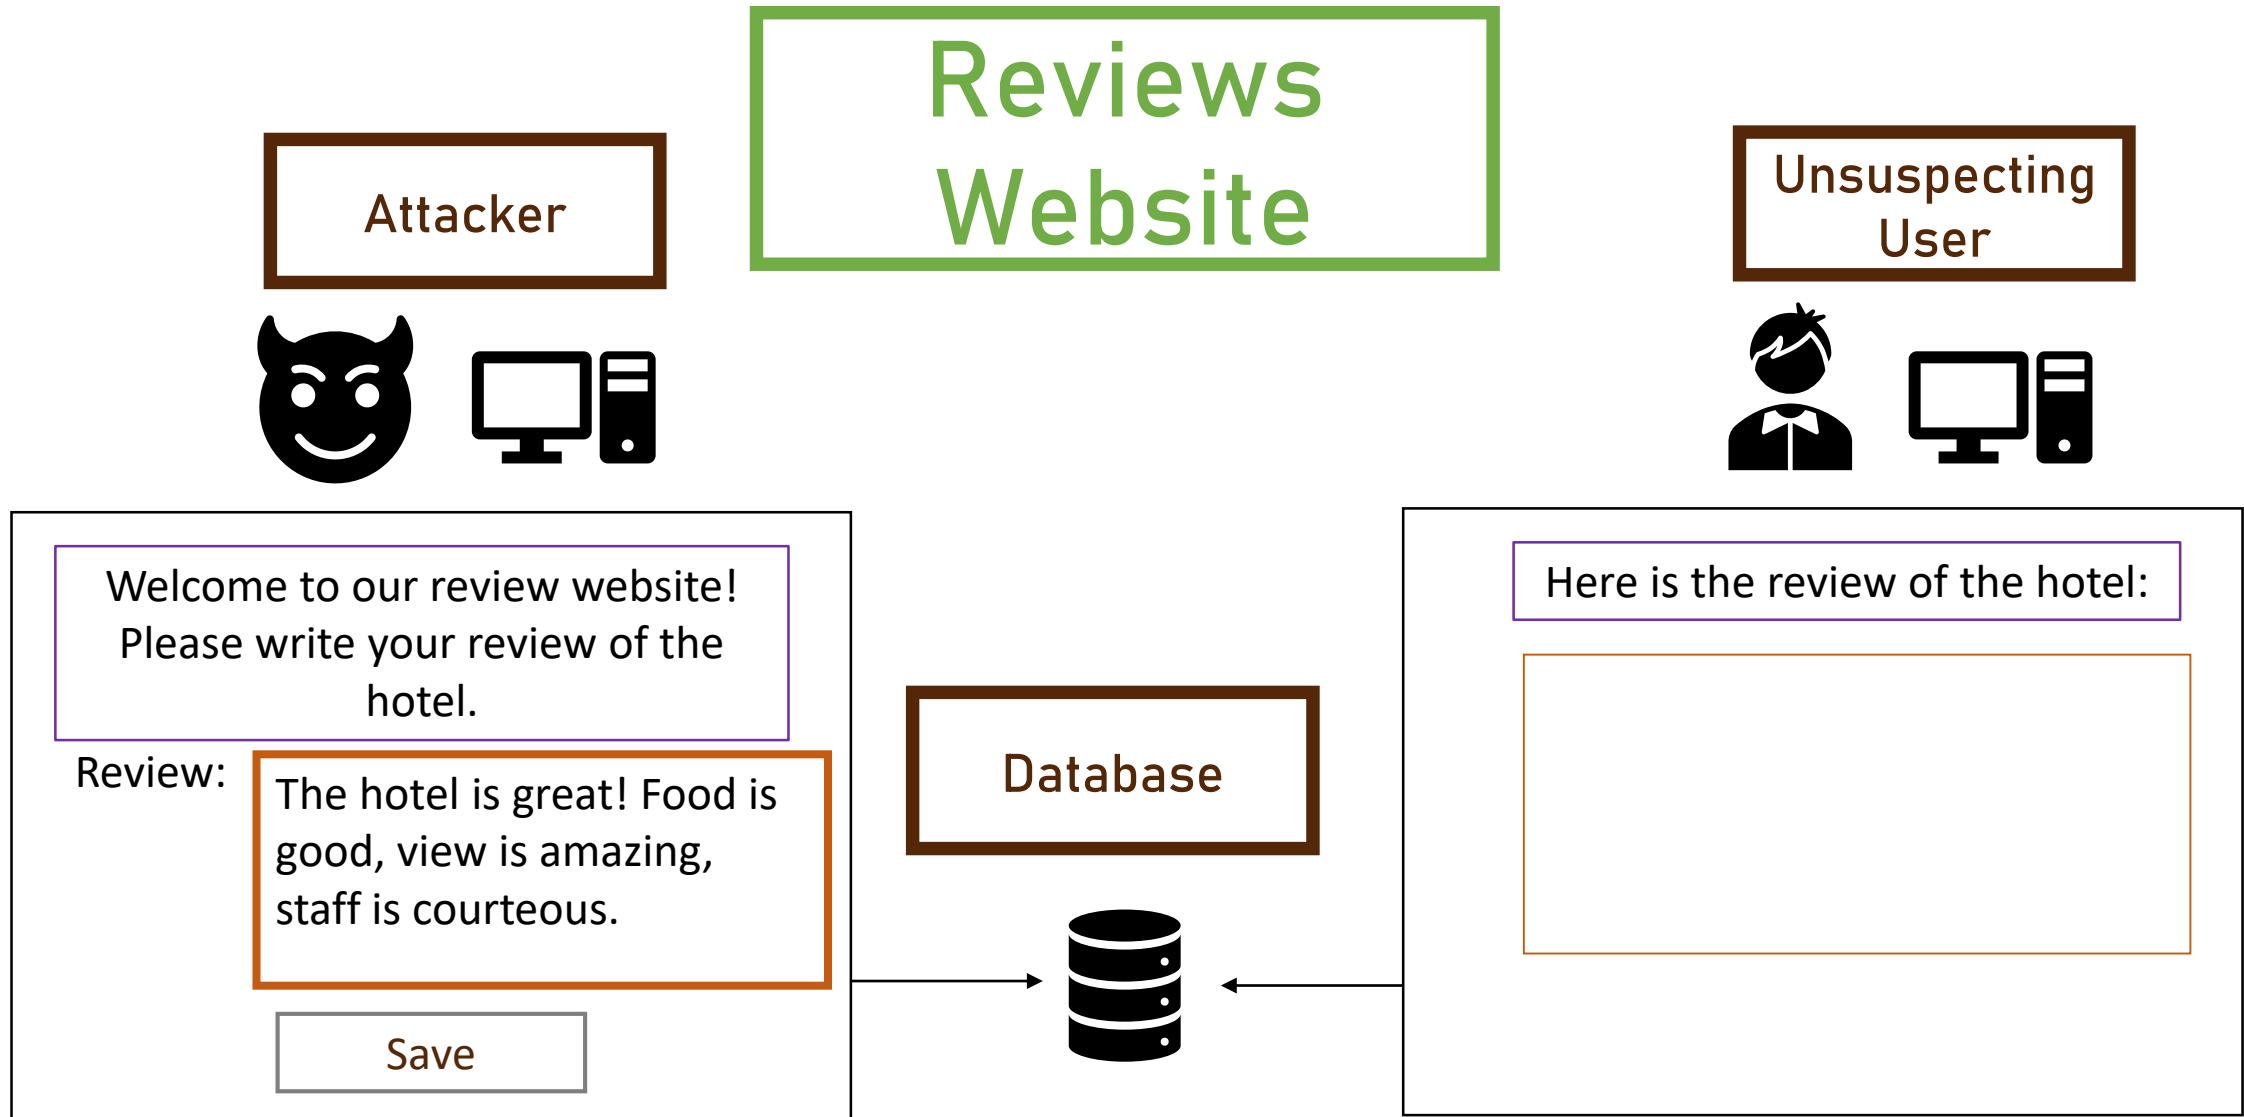 Reviews
Website
Attacker
Unsuspecting
User
Welcome to our review website!
Please write your review of the
hotel.
Review:
The hotel is great! Food is
good, view is amazing,
staff is courteous.
Save
Database
Here is the review of the hotel: